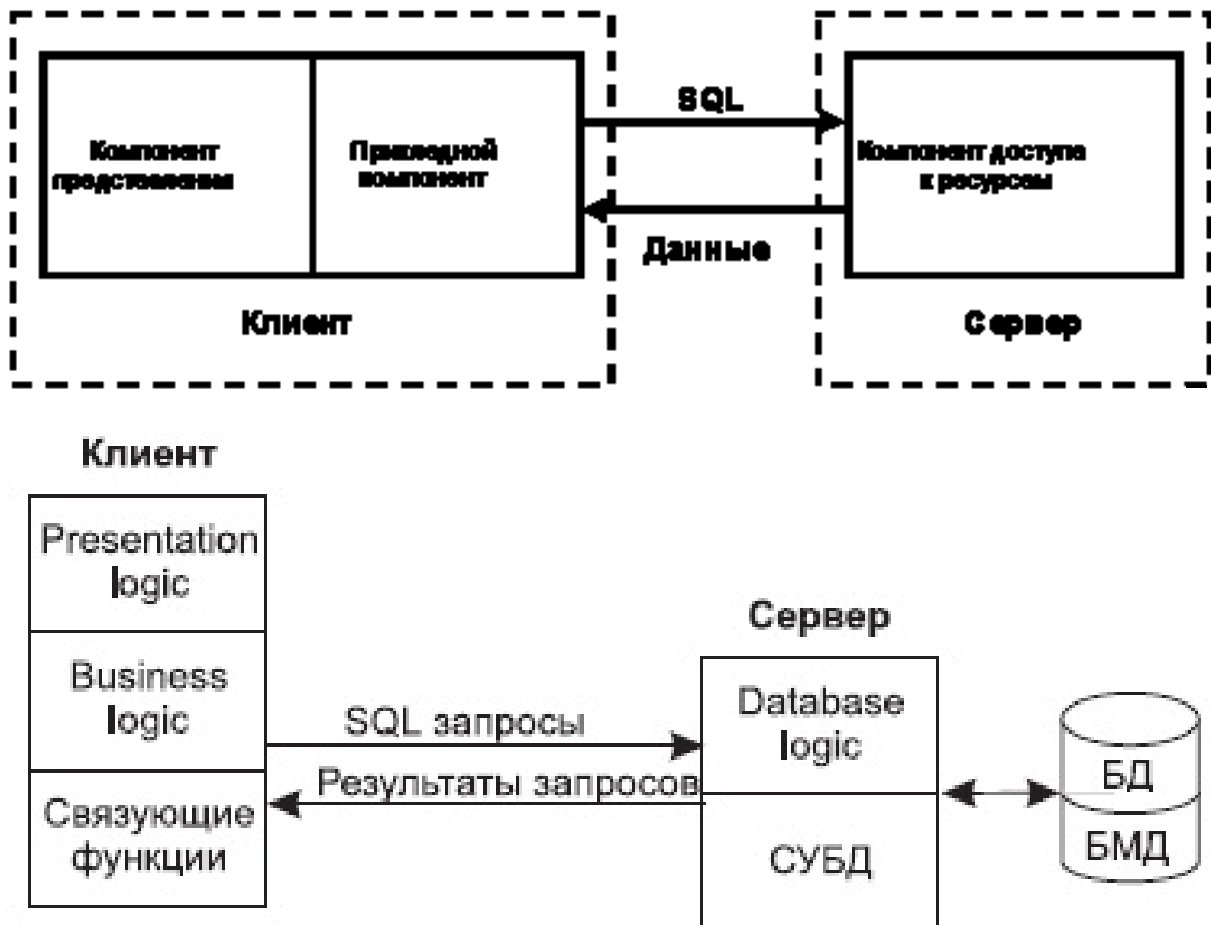 Компонент
представления
Прикладной
компонент
SQL
Данные
Компонент доступа
к ресурсам
Клиент
Сервер
Клиент
Presentation
logic
Business
logic
Связующие
функции
SQL запросы
Результаты запросов
Сервер
Database
logic
СУБД
БД
БМД